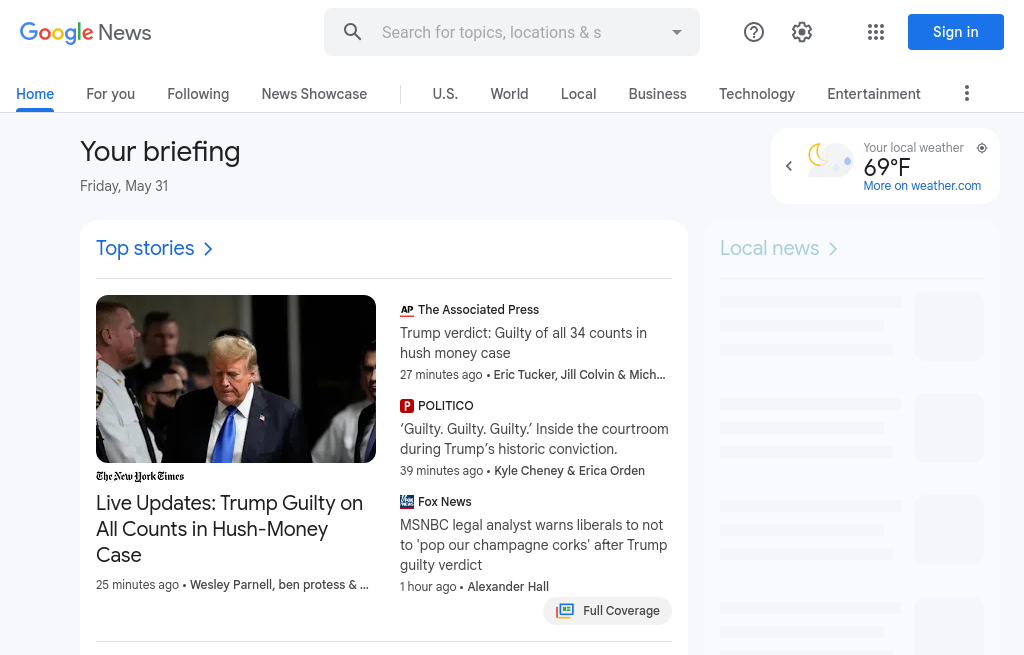 Google News
Search for topics, locations & s
Sign in
Home
For you
Following
News Showcase
U.S.
World
Local
Business
Technology
Entertainment
Your briefing
Friday, May 31
Your local weather
69°F
More on weather.com
Top stories
Local news
The New York Times
Live Updates: Trump Guilty on
All Counts in Hush-Money
Case
25 minutes ago • Wesley Parnell, ben protess & ...
AP The Associated Press
Trump verdict: Guilty of all 34 counts in
hush money case
27 minutes ago • Eric Tucker, Jill Colvin & Mich...
P POLITICO
‘Guilty. Guilty. Guilty.’ Inside the courtroom
during Trump’s historic conviction.
39 minutes ago • Kyle Cheney & Erica Orden
Fox News
MSNBC legal analyst warns liberals to not
to 'pop our champagne corks' after Trump
guilty verdict
1 hour ago • Alexander Hall
Full Coverage